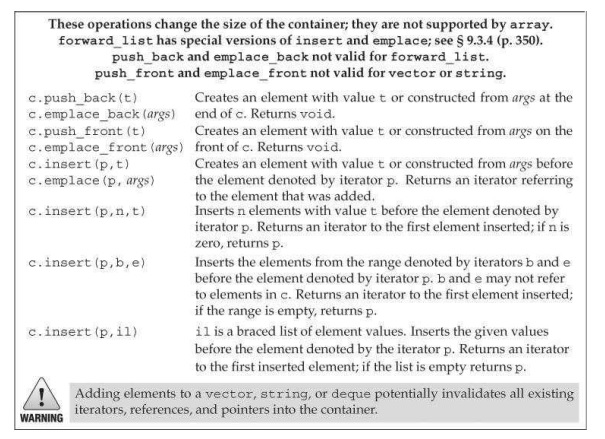 These operations change the size of the container; they are not supported by array.
forward_list has special versions of insert and emplace; see § 9.3.4 (p. 350).
push_back and emplace_back not valid for forward_list.
push_front and emplace_front not valid for vector or string.
c.push_back(t) Creates an element with value t or constructed from args at the
c.emplace_back(args) end of c. Returns void.
c.push_front(t) Creates an element with value t or constructed from args on the
c.emplace_front(args) front of c. Returns void.
c.insert(p,t) Creates an element with value t or constructed from args before
c.emplace(p, args) the element denoted by iterator p. Returns an iterator referring
to the element that was added.
c.insert(p,n,t) Inserts n elements with value t before the element denoted by
iterator p. Returns an iterator to the first element inserted; if n is
zero, returns p.
c.insert(p,b,e) Inserts the elements from the range denoted by iterators b and e
before the element denoted by iterator p. b and e may not refer
to elements in c. Returns an iterator to the first element inserted;
if the range is empty, returns p.
c.insert(p,il) il is a braced list of element values. Inserts the given values
before the element denoted by the iterator p. Returns an iterator
to the first inserted element; if the list is empty returns p.
! Adding elements to a vector, string, or deque potentially invalidates all existing
WARNING iterators, references, and pointers into the container.